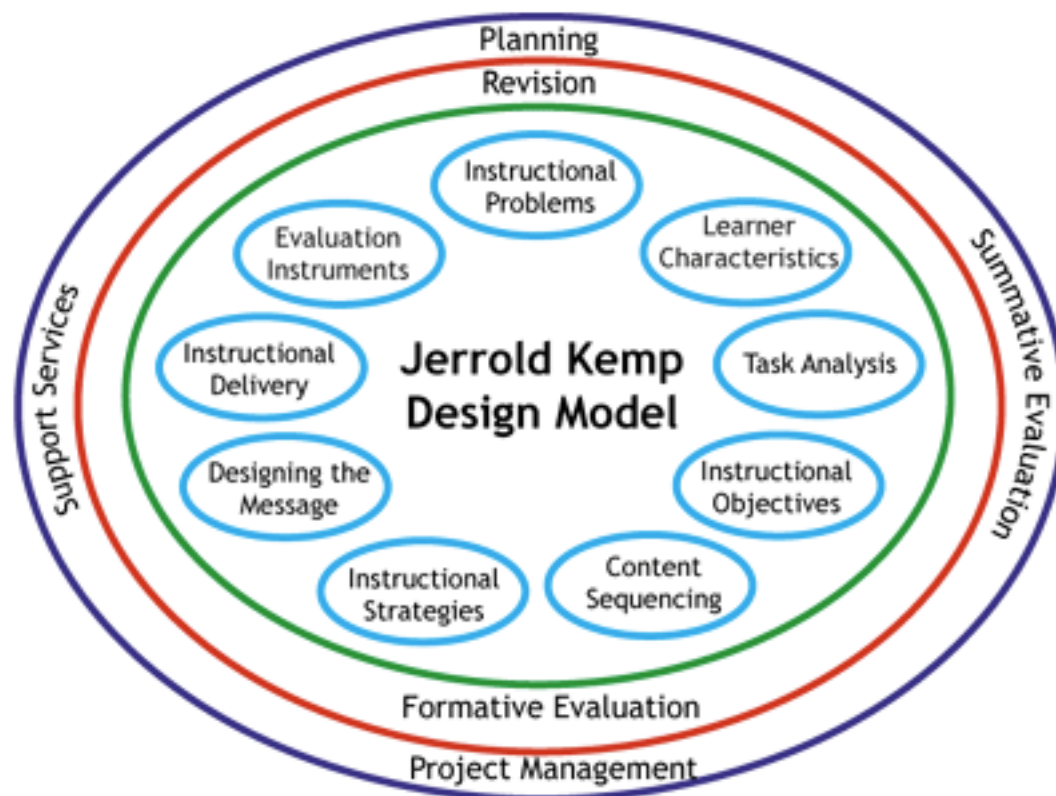 Planning
Revision
Instructional
Problems
Learner
Characteristics
Task Analysis
Instructional
Objectives
Content
Sequencing
Instructional
Strategies
Designing the
Message
Instructional
Delivery
Evaluation
Instruments
Jerrold Kemp
Design Model
Support Services
Summative Evaluation
Formative Evaluation
Project Management